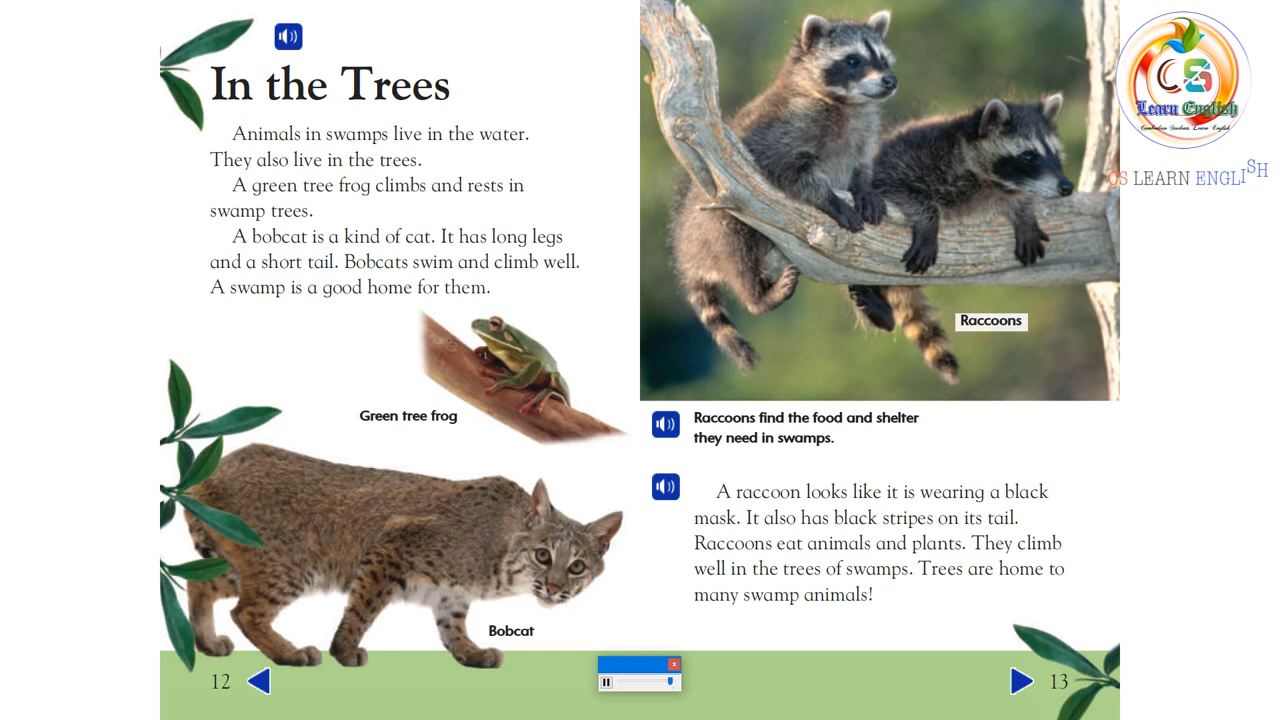 In the Trees
Animals in swamps live in the water.
They also live in the trees.
A green tree frog climbs and rests in
swamp trees.
A bobcat is a kind of cat. It has long legs
and a short tail. Bobcats swim and climb well.
A swamp is a good home for them.
Green tree frog
Bobcat
12
Raccoons
Raccoons find the food and shelter
they need in swamps.
A raccoon looks like it is wearing a black
mask. It also has black stripes on its tail.
Raccoons eat animals and plants. They climb
well in the trees of swamps. Trees are home to
many swamp animals!
13
CS
Learn English
Cambodian Students Learn English
CS LEARN ENGLISH
x